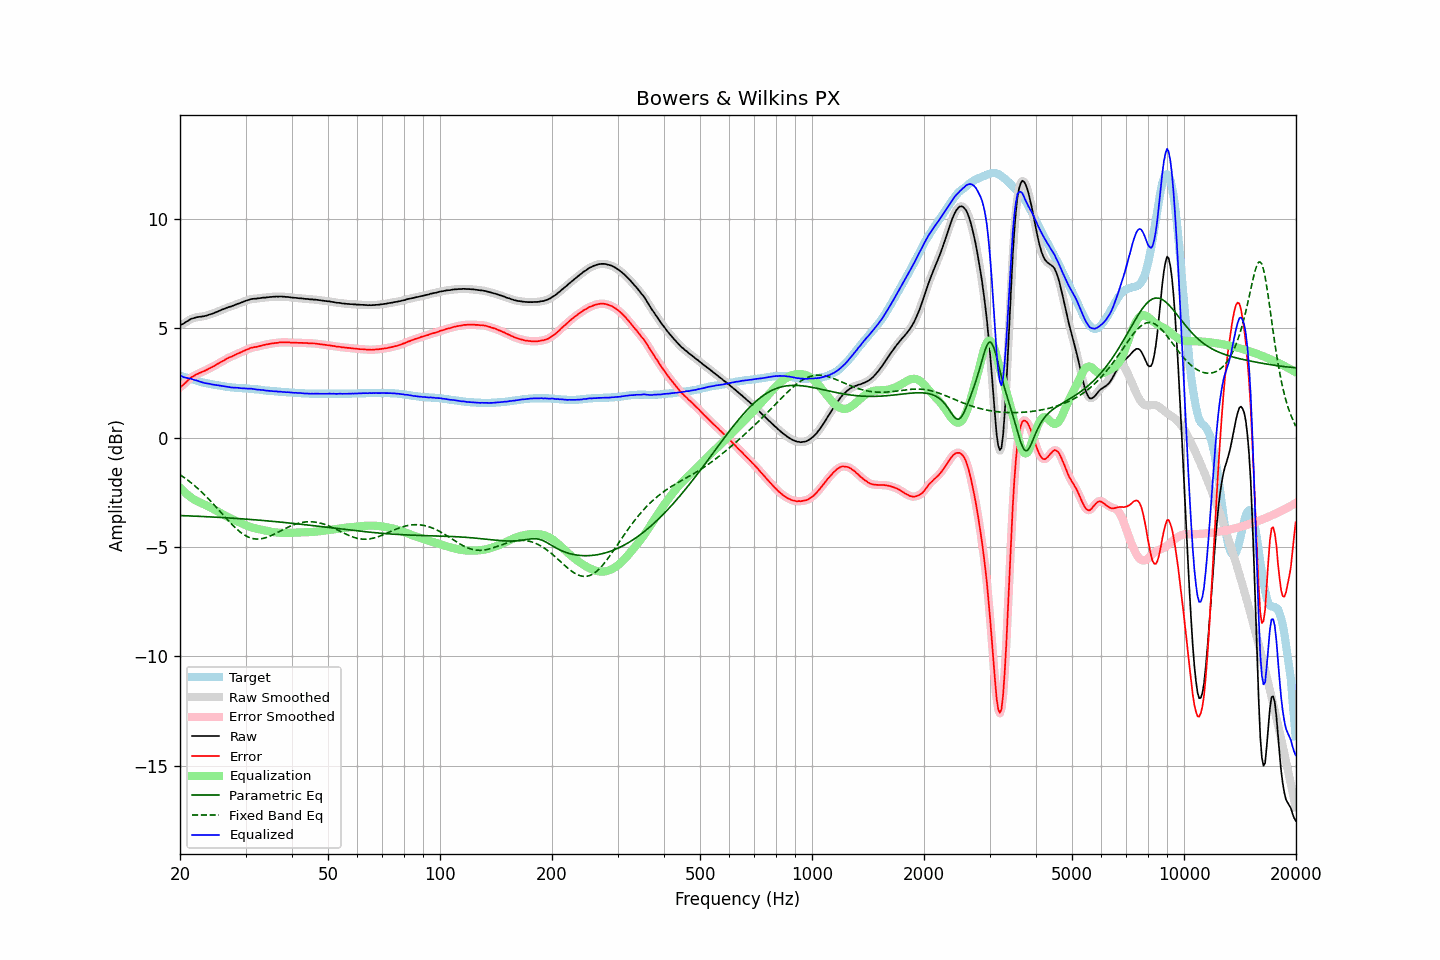 Bowers & Wilkins PX
Amplitude (dBr)
10
5
0
−5
−10
−15
Target
Raw Smoothed
Error Smoothed
Raw
Error
Equalization
Parametric Eq
Fixed Band Eq
Equalized
20 50 100 200 500 1000 2000 5000 10000 20000
Frequency (Hz)